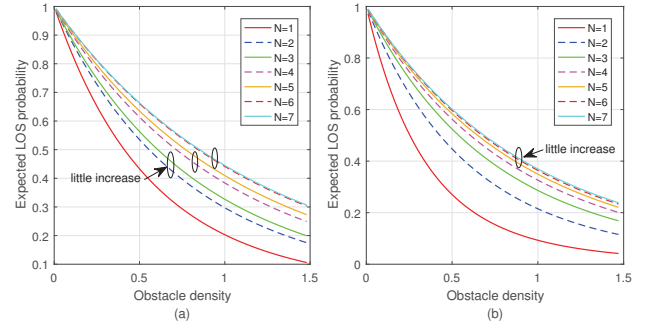 Expected LOS probability
1
0.9
0.8
0.7
0.6
0.5
0.4
0.3
0.2
0.1
N=1
N=2
N=3
N=4
N=5
N=6
N=7
little increase
0
0.5
1
1.5
Obstacle density
(a)
Expected LOS probability
1
0.8
0.6
0.4
0.2
0
N=1
N=2
N=3
N=4
N=5
N=6
N=7
little increase
0
0.5
1
1.5
Obstacle density
(b)